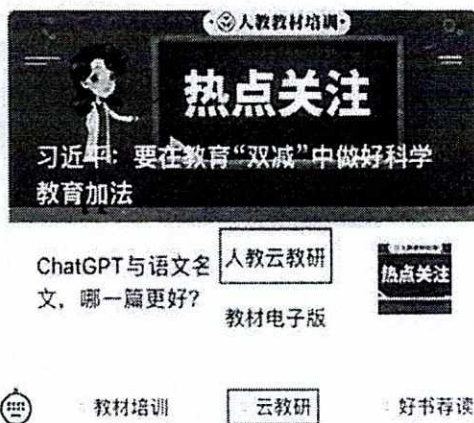 人教教材培训
热点关注
习近平：要在教育“双减”中做好科学
教育加法
ChatGPT与语文名
文，哪一篇更好？
人教云教研
教材电子版
热点关注
教材培训
云教研
好书荐读